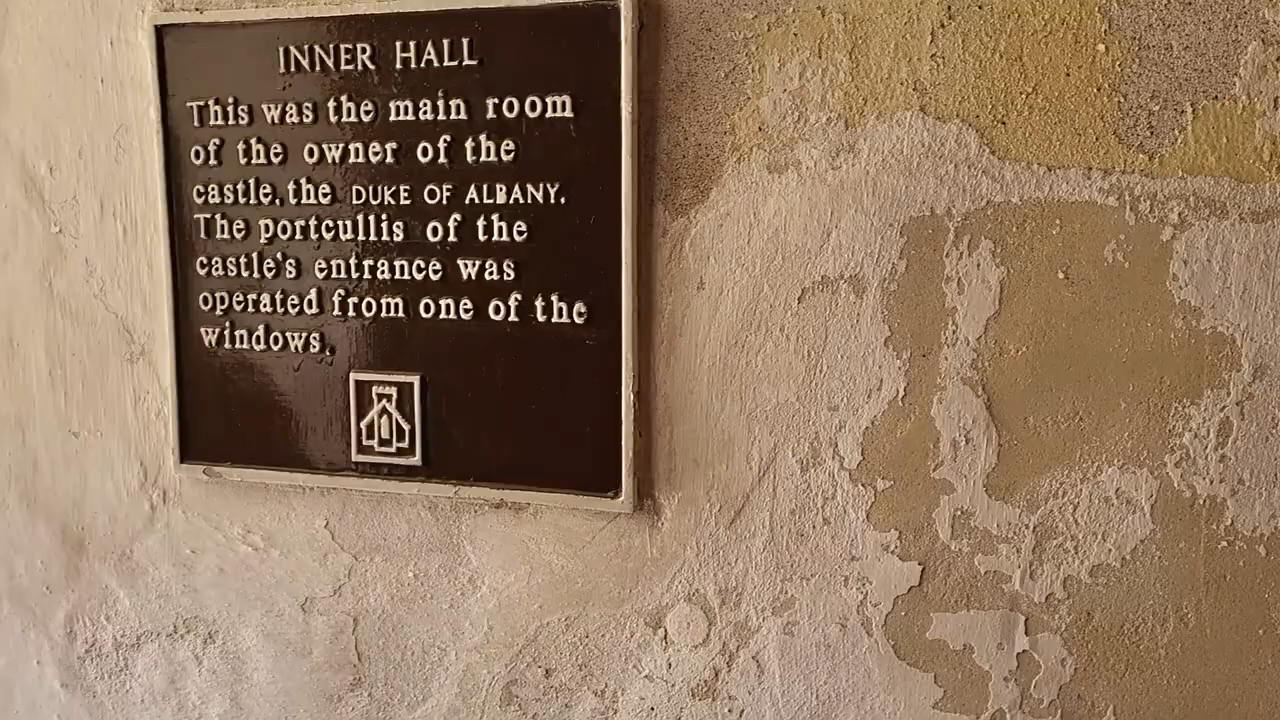 INNER HALL
This was the main room
of the owner of the
castle, the DUKE OF ALBANY.
The portcullis of the
castle's entrance was
operated from one of the
windows.